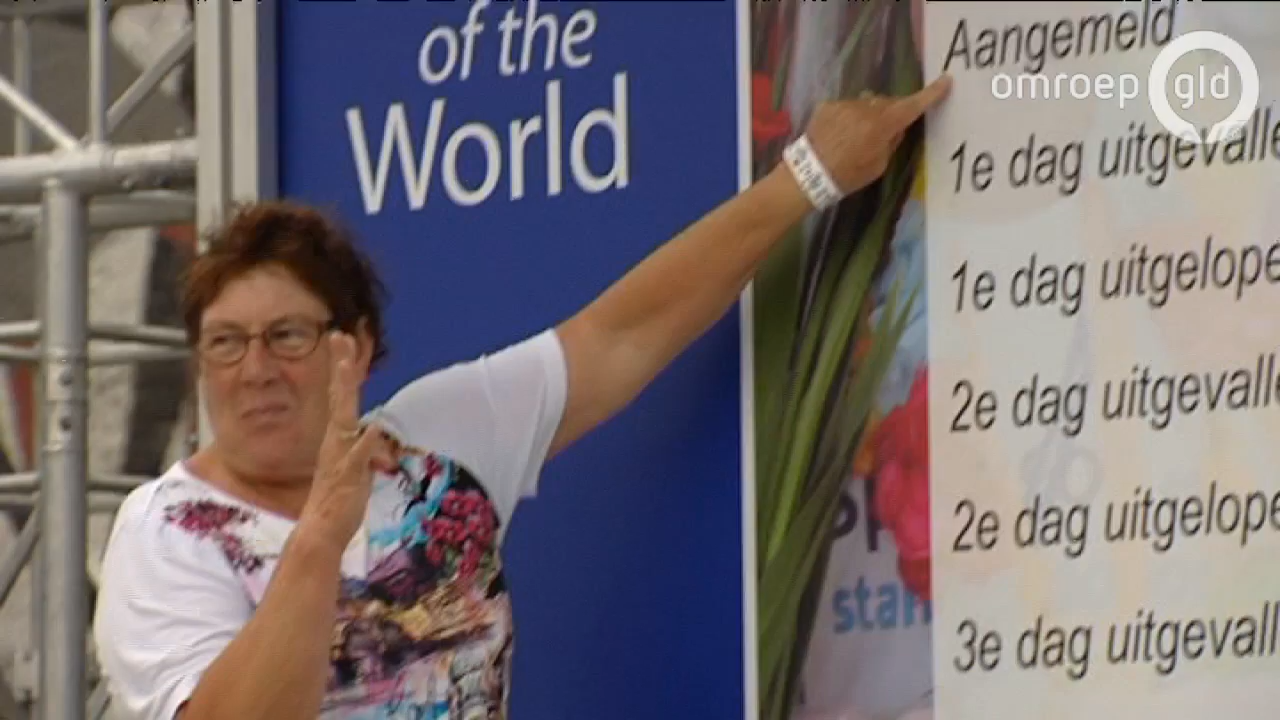 of the
World
Aangemeld
omroep gld
1e dag uitgevalle
1e dag uitgelope
2e dag uitgevalle
2e dag uitgelope
3e dag uitgevall
stan